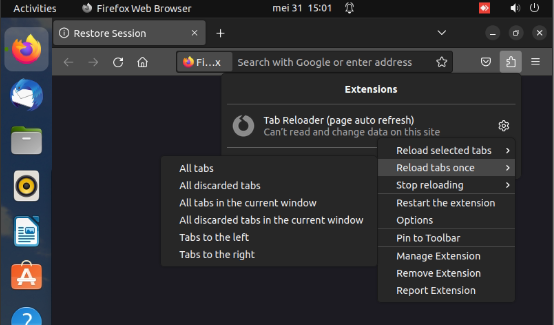 Activities
Firefox Web Browser
mei 31 15:01
Restore Session
Fi...x
Search with Google or enter address
Extensions
Tab Reloader (page auto refresh)
Can't read and change data on this site
Reload selected tabs
Reload tabs once
Stop reloading
Restart the extension
Options
Pin to Toolbar
Manage Extension
Remove Extension
Report Extension
All tabs
All discarded tabs
All tabs in the current window
All discarded tabs in the current window
Tabs to the left
Tabs to the right